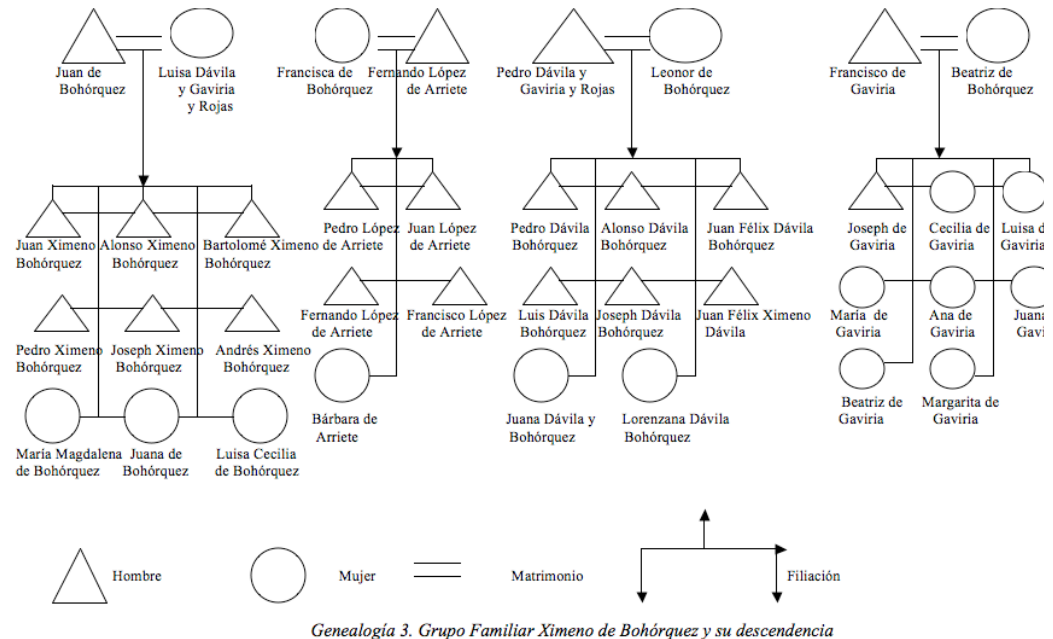 Juan de
Bohórquez
Luisa Dávila
y Gaviria
y Rojas
Francisca de
Bohórquez
Fernando López
de Arriete
Pedro Dávila y
Gaviria y Rojas
Leonor de
Bohórquez
Francisco de
Gaviria
Beatriz de
Bohórquez
Juan Ximeno
Bohórquez
Alonso Ximeno
Bohórquez
Bartolomé Ximeno
Bohórquez
Pedro López
de Arriete
Juan López
de Arriete
Pedro Dávila
Bohórquez
Alonso Dávila
Bohórquez
Juan Félix Dávila
Bohórquez
Joseph de
Gaviria
Cecilia de
Gaviria
Luisa d
Gaviria
Pedro Ximeno
Bohórquez
Joseph Ximeno
Bohórquez
Andrés Ximeno
Bohórquez
Fernando López
de Arriete
Francisco López
de Arriete
Luis Dávila
Bohórquez
Joseph Dávila
Bohórquez
Juan Félix Ximeno
Dávila
María de
Gaviria
Ana de
Gaviria
Juana
Gavi
María Magdalena
de Bohórquez
Juana de
Bohórquez
Luisa Cecilia
de Bohórquez
Bárbara de
Arriete
Juana Dávila y
Bohórquez
Lorenzana Dávila
Bohórquez
Beatriz de
Gaviria
Margarita de
Gaviria
Hombre
Mujer
Matrimonio
Filiación
Genealogía 3. Grupo Familiar Ximeno de Bohórquez y su descendencia